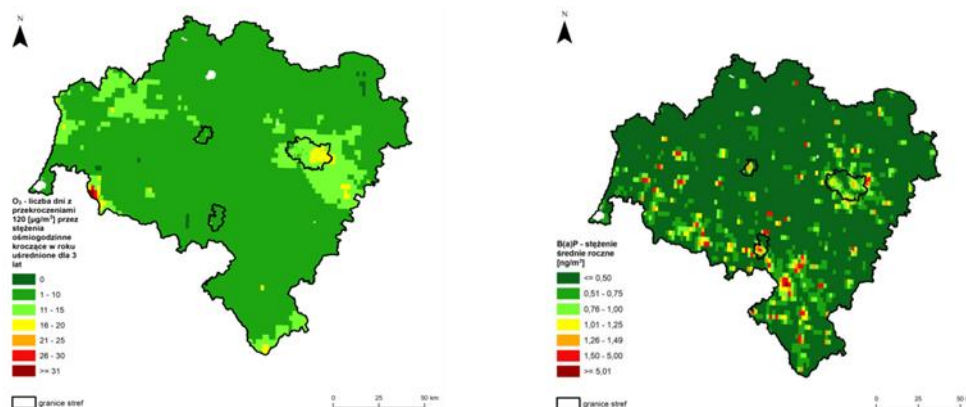 N
O₃ - liczba dni z
przekroczeniami
120 [µg/m³] przez
stężenia
ośmiogodzinne
kroczące w roku
uśrednione dla 3
lat
0
1 - 10
11 - 15
16 - 20
21 - 25
26 - 30
>= 31
granice stref
0 25 50 km
N
B(a)P - stężenie
średnie roczne
[ng/m³]
<= 0,50
0,51 - 0,75
0,76 - 1,00
1,01 - 1,25
1,26 - 1,49
1,50 - 5,00
>= 5,01
granice stref
0 25 50